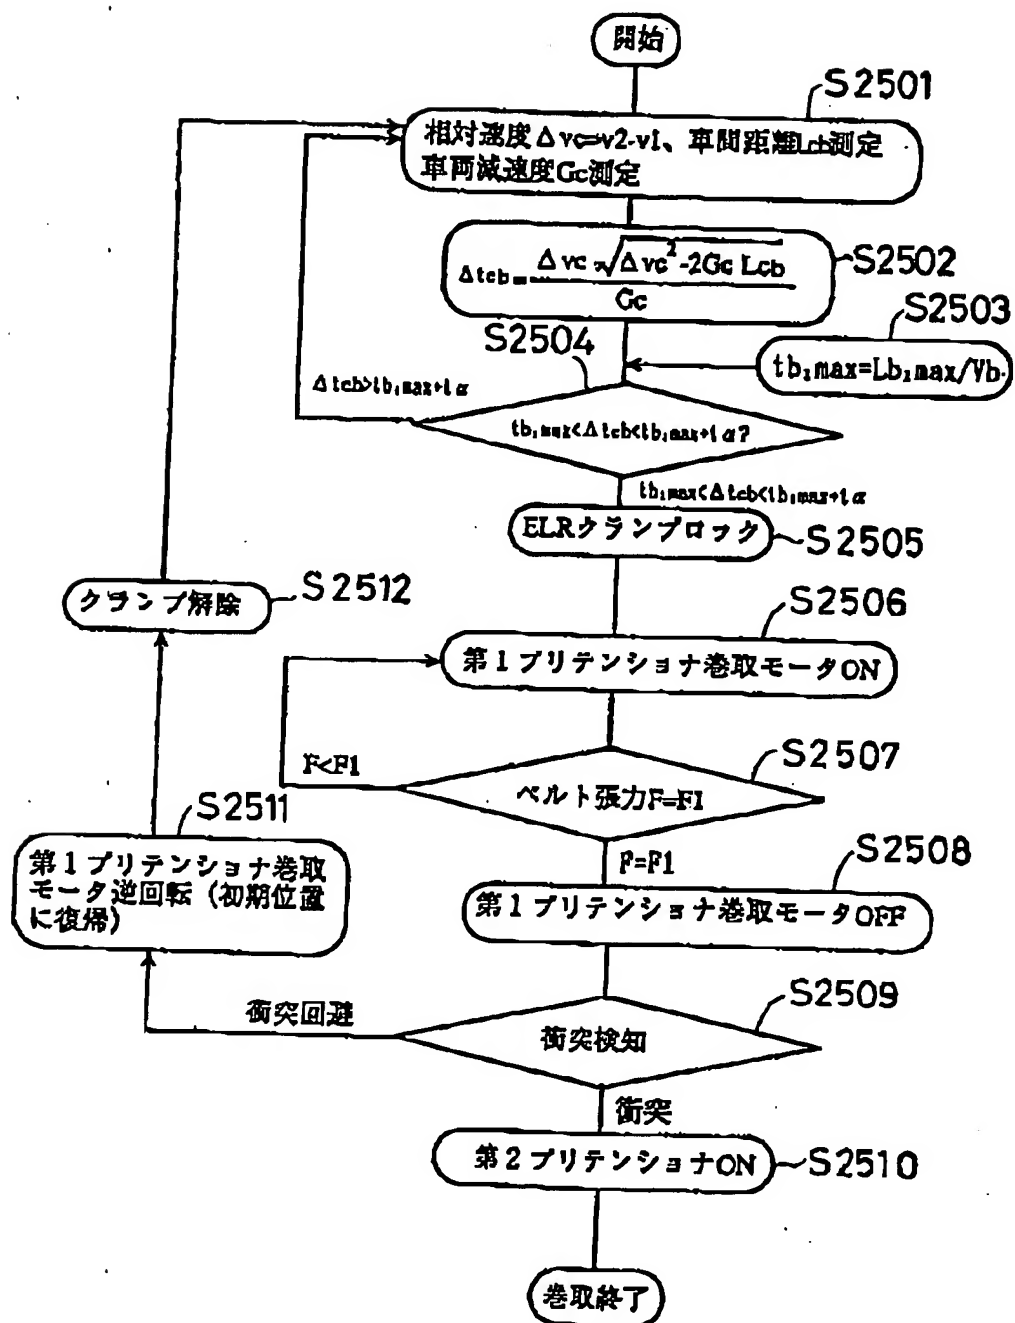 開始
S2501
相対速度Δvc=v2-v1、車間距離Lcb測定
車両減速度Gc測定
Δtcb=
Δvc-√Δvc²-2Gc Lcb
Gc
S2502
S2503
tb₁max=Lb₁max/Vb
S2504
Δtcb>tb₁max+tα
tb₁max<Δtcb<tb₁max+tα?
tb₁max<Δtcb<tb₁max+tα
ELRクランプロック
S2505
クランプ解除
S2512
S2506
第1プリテンショナ巻取モータON
S2507
F<F1
ベルト張力F=F1
S2511
第1プリテンショナ巻取
モータ逆回転(初期位置
に復帰)
F=F1
S2508
第1プリテンショナ巻取モータOFF
S2509
衝突回避
衝突検知
衝突
第2プリテンショナON
S2510
巻取終了